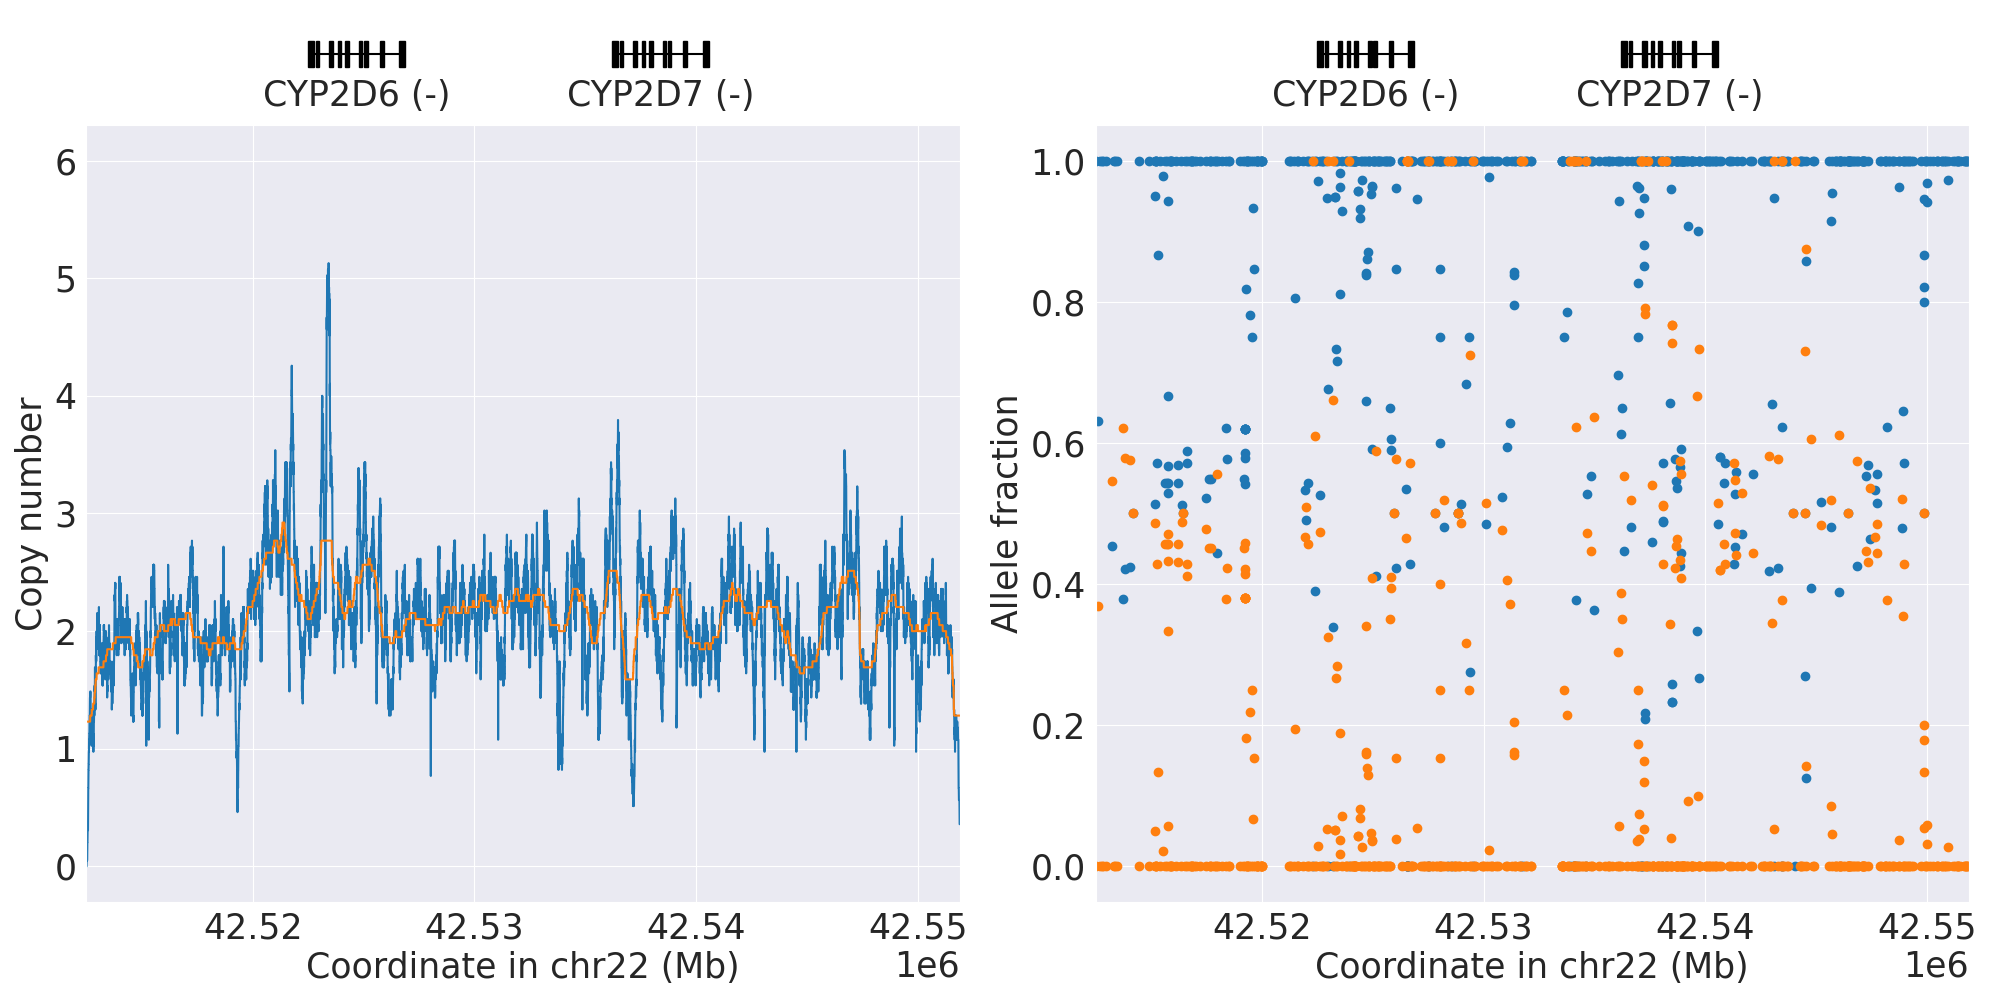 CYP2D6 (-)
CYP2D7 (-)
6
5
4
3
2
1
0
Copy number
42.52
42.53
42.54
42.55
Coordinate in chr22 (Mb)
1e6
CYP2D6 (-)
CYP2D7 (-)
1.0
0.8
0.6
0.4
0.2
0.0
Allele fraction
42.52
42.53
42.54
42.55
Coordinate in chr22 (Mb)
1e6